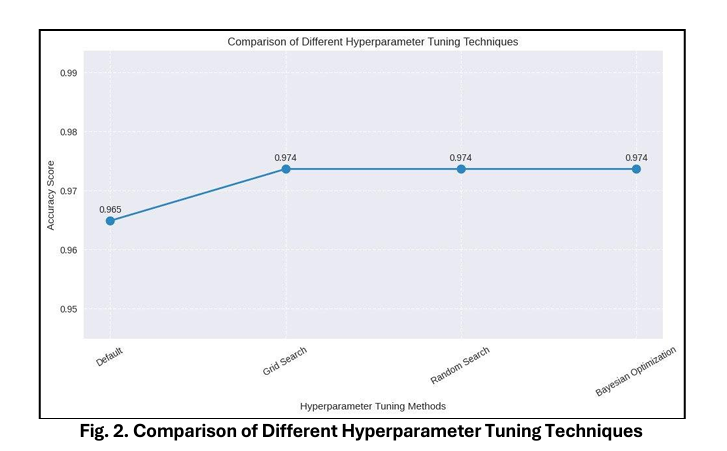 Comparison of Different Hyperparameter Tuning Techniques
0.99
0.98
0.97
0.96
0.95
Accuracy Score
0.965
0.974
0.974
0.974
Default
Grid Search
Random Search
Bayesian Optimization
Hyperparameter Tuning Methods
Fig. 2. Comparison of Different Hyperparameter Tuning Techniques